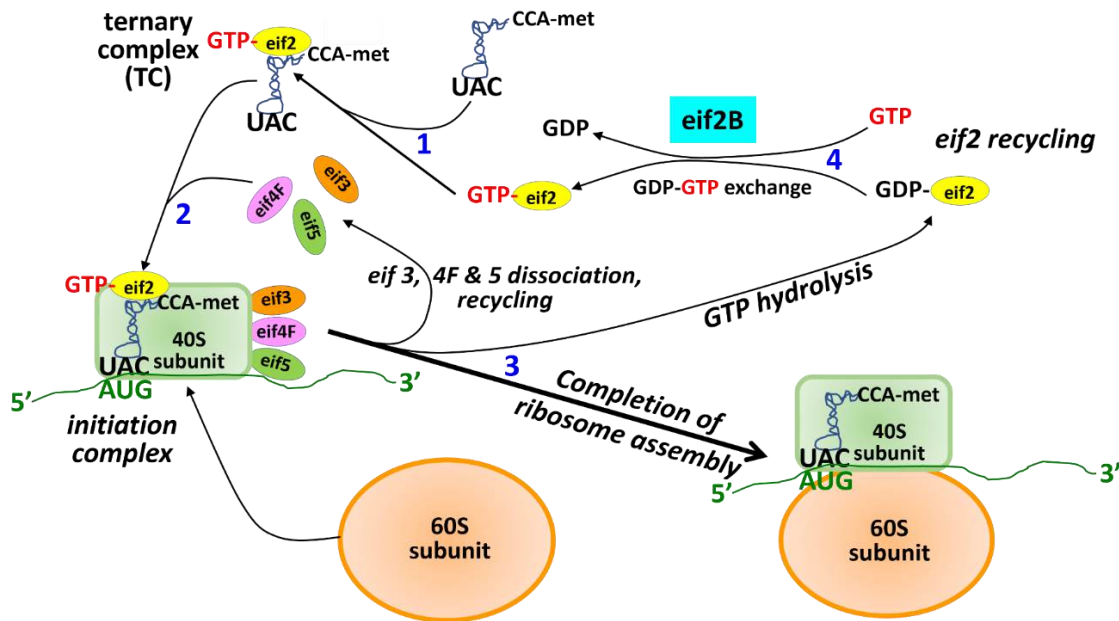 ternary
complex
(TC)
GTP-
eif2
CCA-met
UAC
CCA-met
UAC
1
GDP
eif2B
GTP
eif2 recycling
4
GDP-GTP exchange
GTP-
eif2
GDP-
eif2
2
eif4F
eif3
eif5
eif 3, 4F & 5 dissociation,
recycling
GTP hydrolysis
GTP-
eif2
CCA-met
40S
subunit
UAC
AUG
eif3
eif4F
eif5
5’
3’
initiation
complex
3
Completion of
ribosome assembly
60S
subunit
CCA-met
40S
subunit
UAC
AUG
5’
3’
60S
subunit